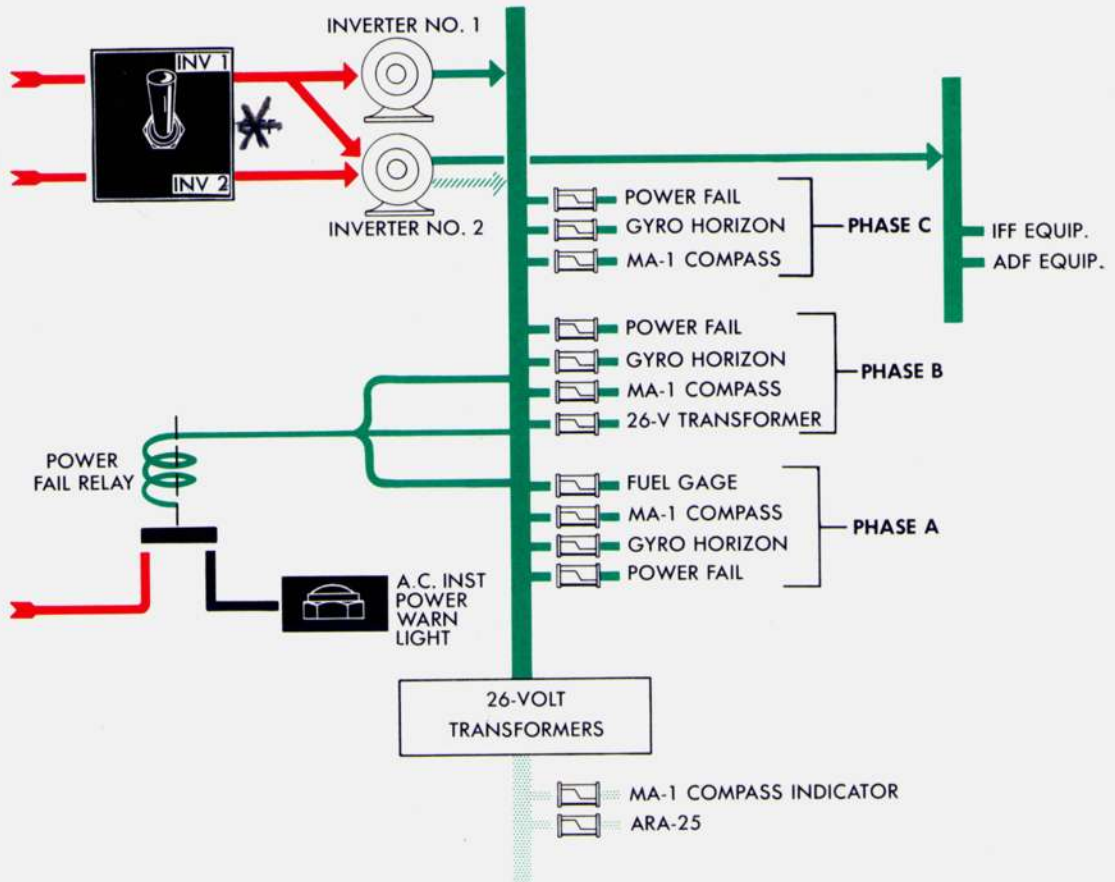 INVERTER NO. 1
INV 1
INV 2
INVERTER NO. 2
POWER FAIL
GYRO HORIZON
MA-1 COMPASS
PHASE C
IFF EQUIP.
ADF EQUIP.
POWER FAIL
GYRO HORIZON
MA-1 COMPASS
26-V TRANSFORMER
PHASE B
POWER
FAIL RELAY
FUEL GAGE
MA-1 COMPASS
GYRO HORIZON
POWER FAIL
PHASE A
A.C. INST
POWER
WARN
LIGHT
26-VOLT
TRANSFORMERS
MA-1 COMPASS INDICATOR
ARA-25